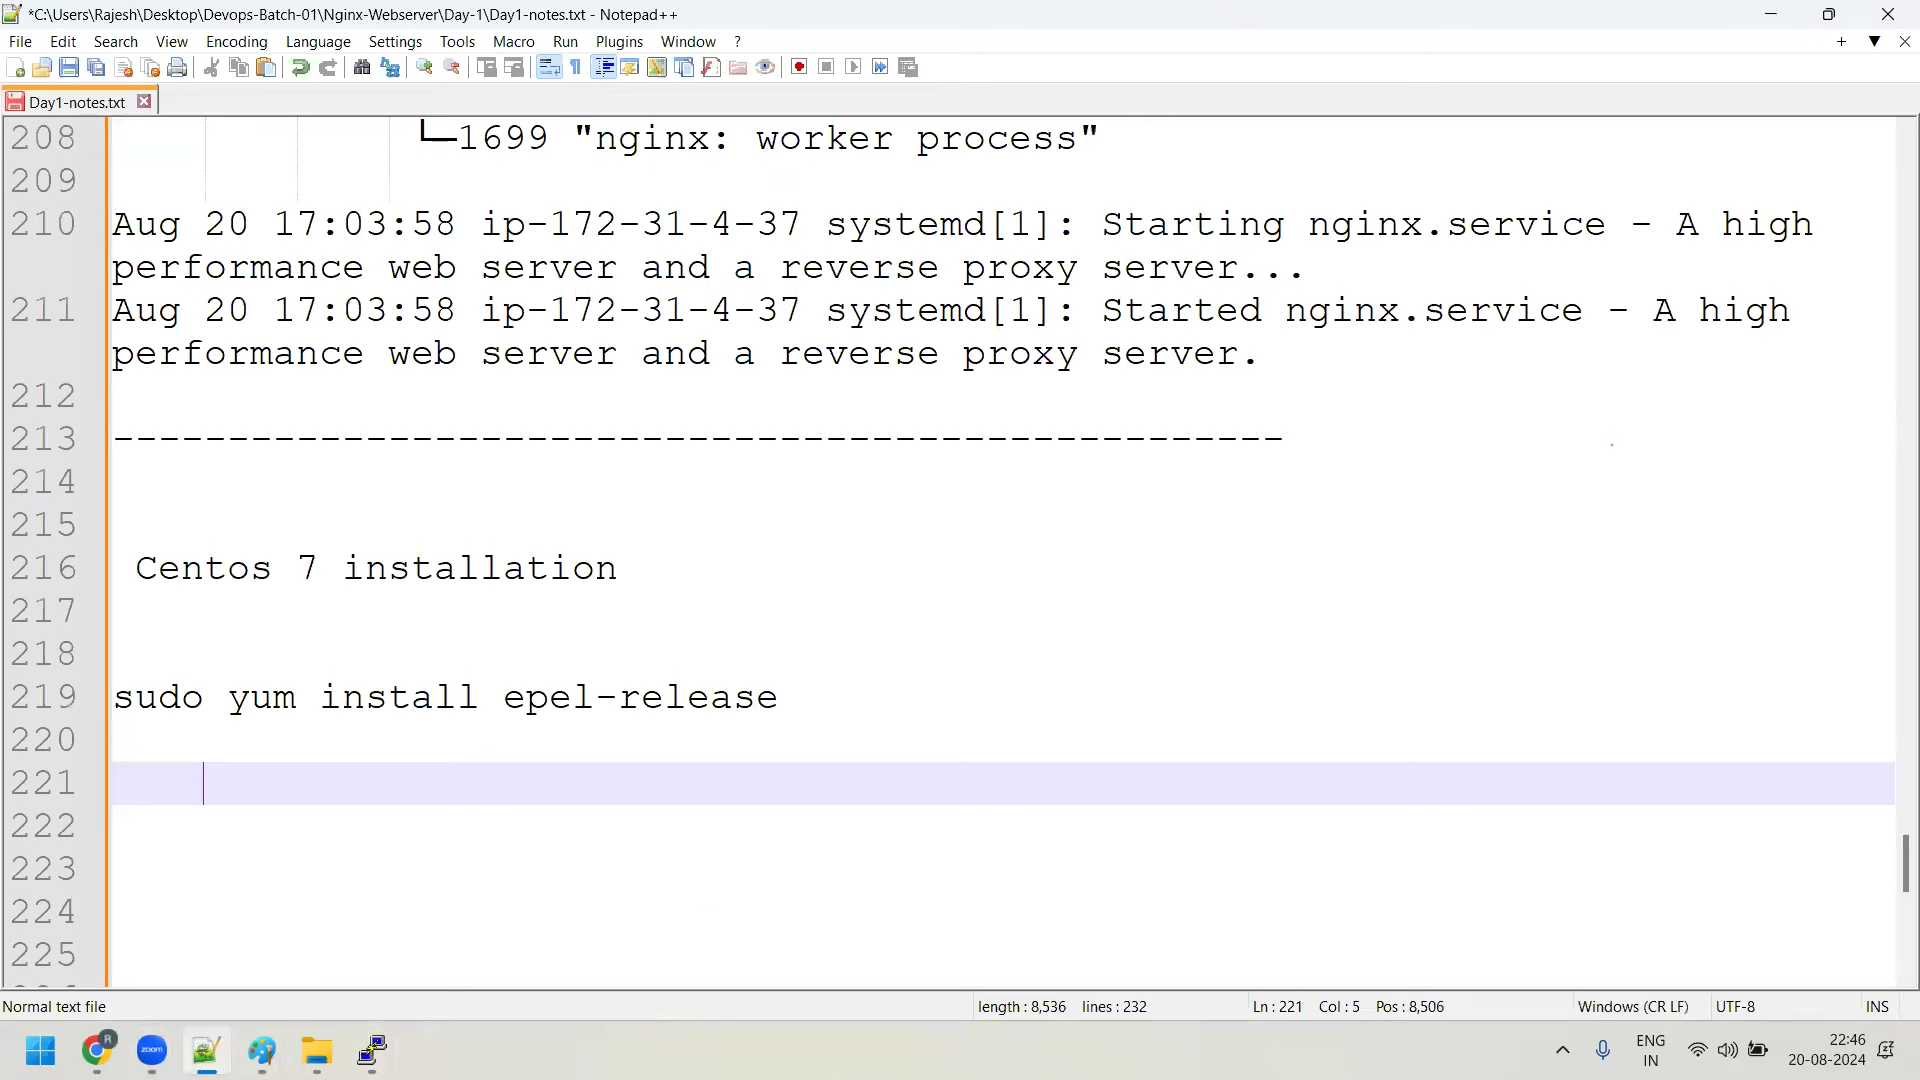 *C:\Users\Rajesh\Desktop\Devops-Batch-01\Nginx-Webserver\Day-1\Day1-notes.txt - Notepad++
File Edit Search View Encoding Language Settings Tools Macro Run Plugins Window ?
Day1-notes.txt
208 └─1699 "nginx: worker process"
209
210 Aug 20 17:03:58 ip-172-31-4-37 systemd[1]: Starting nginx.service - A high
performance web server and a reverse proxy server...
211 Aug 20 17:03:58 ip-172-31-4-37 systemd[1]: Started nginx.service - A high
performance web server and a reverse proxy server.
212
213 ---------------------------------------------------
214
215
216 Centos 7 installation
217
218
219 sudo yum install epel-release
220
221
222
223
224
225
Normal text file length : 8,536 lines : 232 Ln : 221 Col : 5 Pos : 8,506 Windows (CR LF) UTF-8 INS
R
zoom
ENG
IN
22:46
20-08-2024